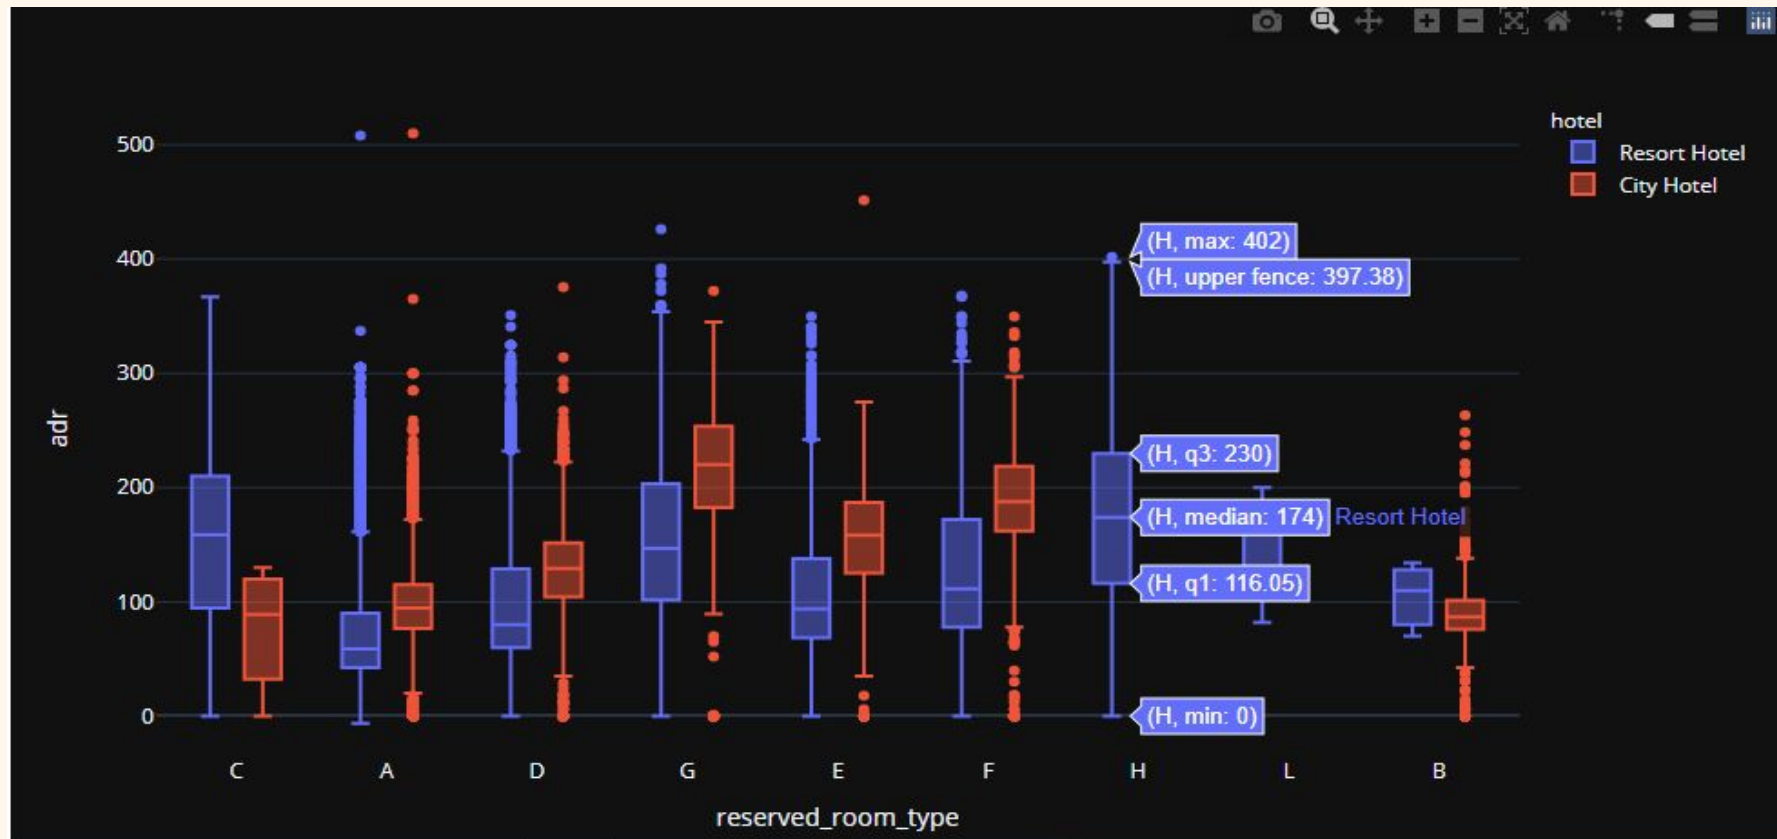 hotel
Resort Hotel
City Hotel
500
400
300
200
100
0
adr
(H, max: 402)
(H, upper fence: 397.38)
(H, q3: 230)
(H, median: 174) Resort Hotel
(H, q1: 116.05)
(H, min: 0)
C A D G E F H L B
reserved_room_type